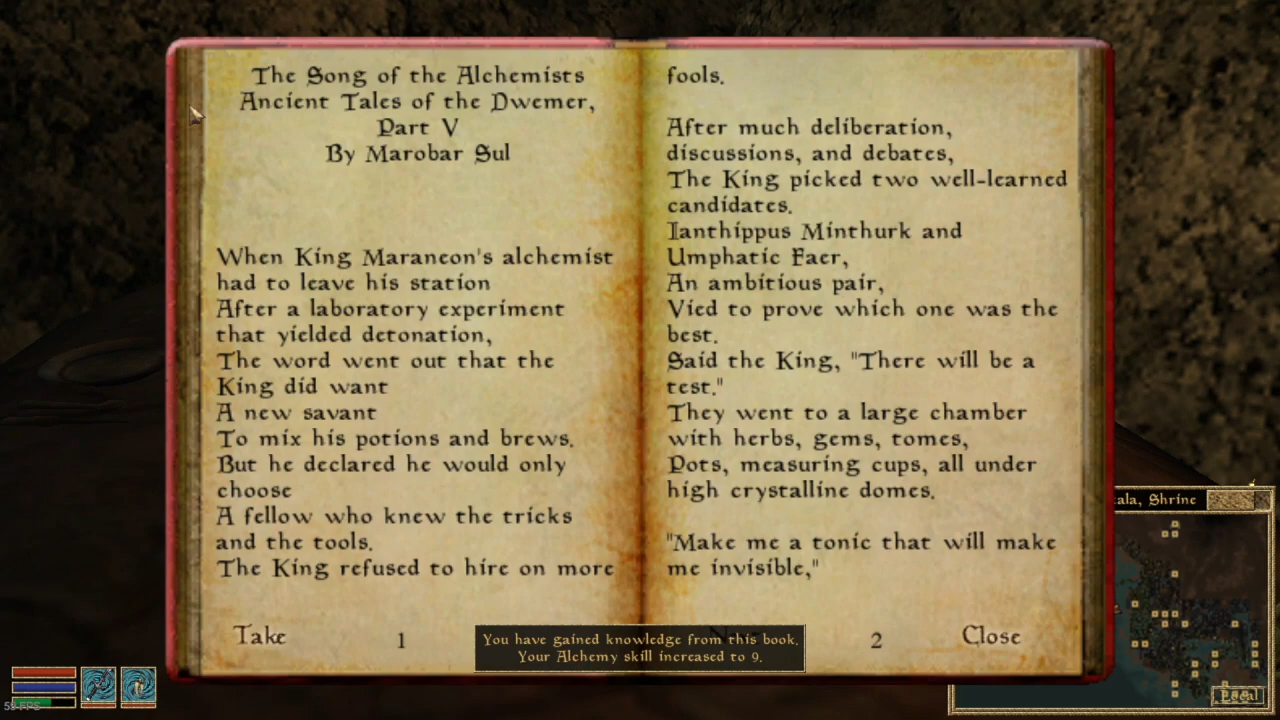 The Song of the Alchemists
Ancient Tales of the Dwemer,
Part V
By Marobar Sul
When King Maraneon's alchemist
had to leave his station
After a laboratory experiment
that yielded detonation,
The word went out that the
King did want
A new savant
To mix his potions and brews.
But he declared he would only
choose
A fellow who knew the tricks
and the tools.
The King refused to hire on more
fools.
After much deliberation,
discussions, and debates,
The King picked two well-learned
candidates.
Ianthippus Minthurk and
Umphatic Faer,
An ambitious pair,
Vied to prove which one was the
best.
Said the King, "There will be a
test."
They went to a large chamber
with herbs, gems, tomes,
Pots, measuring cups, all under
high crystalline domes.
"Make me a tonic that will make
me invisible,"
Take
1
You have gained knowledge from this book.
Your Alchemy skill increased to 9.
2
Close
Shrine
Local